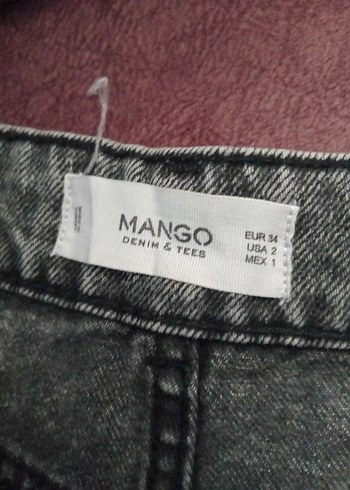 MANGO
DENIM & TEES
EUR 34
USA 2
MEX 1